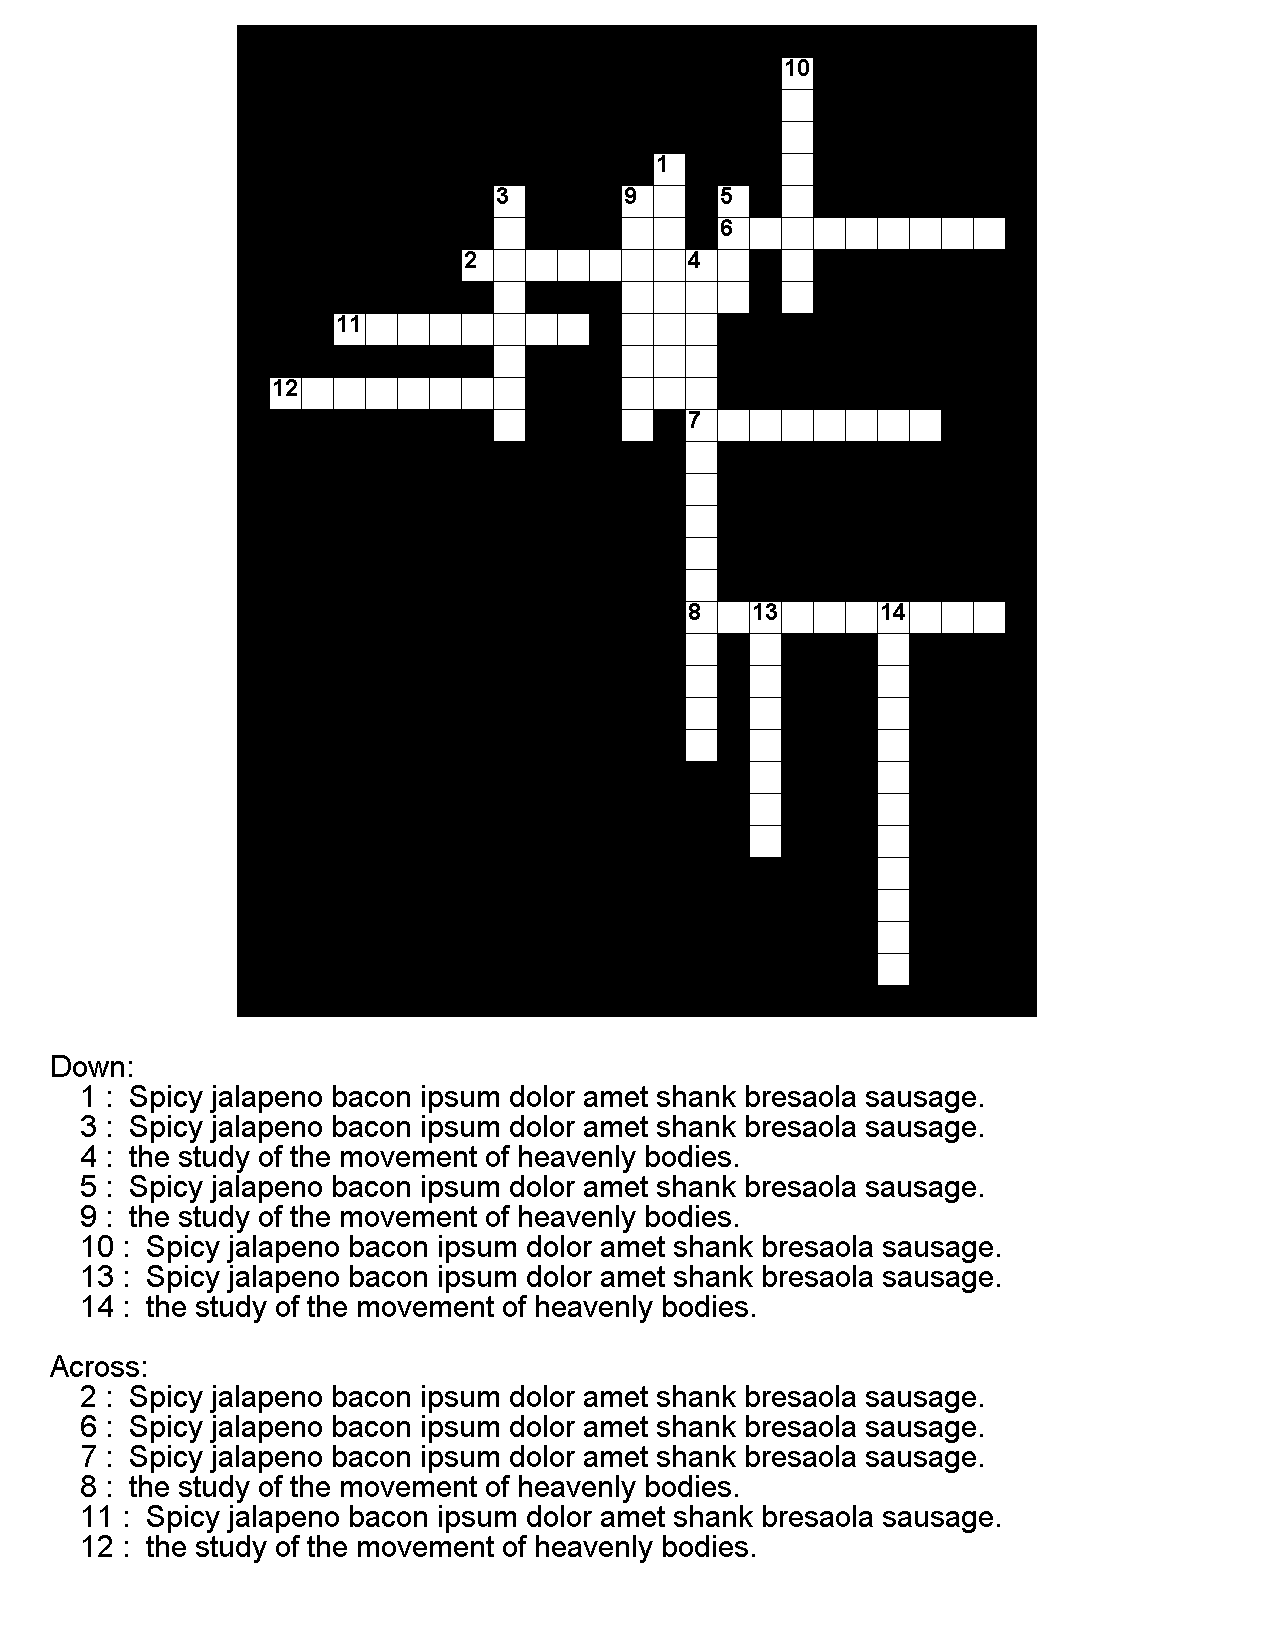 10
1
3 9 5
6
2 4
11
12
7
8 13 14
Down:
1 : Spicy jalapeno bacon ipsum dolor amet shank bresaola sausage.
3 : Spicy jalapeno bacon ipsum dolor amet shank bresaola sausage.
4 : the study of the movement of heavenly bodies.
5 : Spicy jalapeno bacon ipsum dolor amet shank bresaola sausage.
9 : the study of the movement of heavenly bodies.
10 : Spicy jalapeno bacon ipsum dolor amet shank bresaola sausage.
13 : Spicy jalapeno bacon ipsum dolor amet shank bresaola sausage.
14 : the study of the movement of heavenly bodies.
Across:
2 : Spicy jalapeno bacon ipsum dolor amet shank bresaola sausage.
6 : Spicy jalapeno bacon ipsum dolor amet shank bresaola sausage.
7 : Spicy jalapeno bacon ipsum dolor amet shank bresaola sausage.
8 : the study of the movement of heavenly bodies.
11 : Spicy jalapeno bacon ipsum dolor amet shank bresaola sausage.
12 : the study of the movement of heavenly bodies.